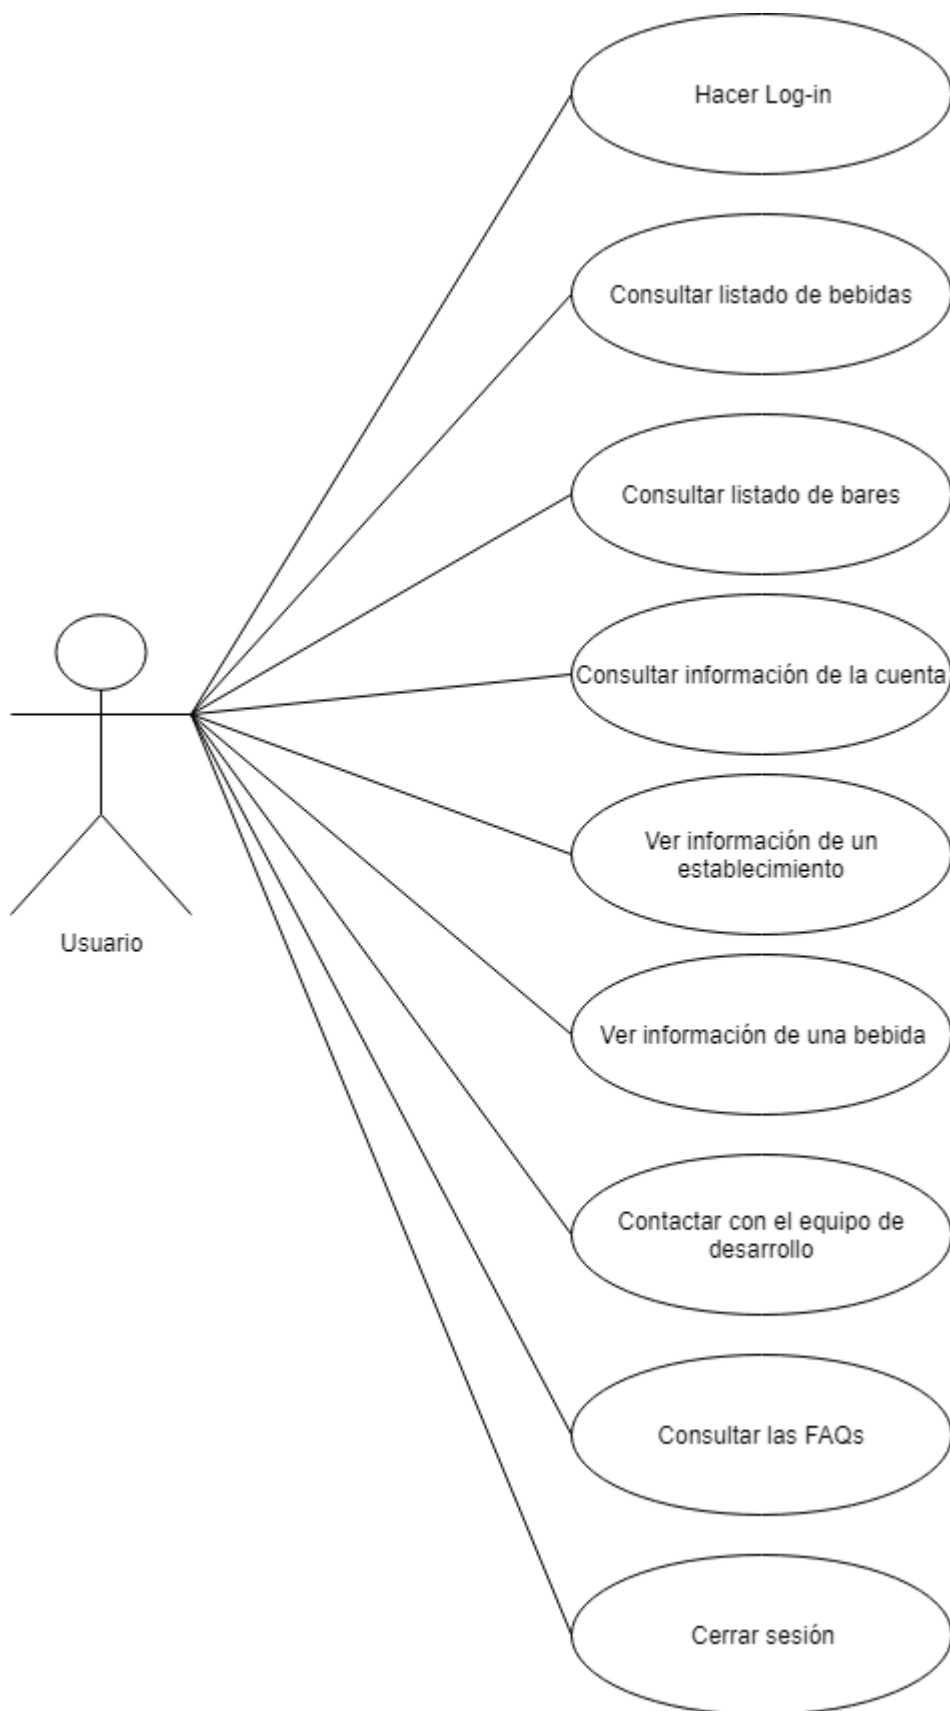 Hacer Log-in
Consultar listado de bebidas
Consultar listado de bares
Consultar información de la cuenta
Ver información de un
establecimiento
Usuario
Ver información de una bebida
Contactar con el equipo de
desarrollo
Consultar las FAQs
Cerrar sesión